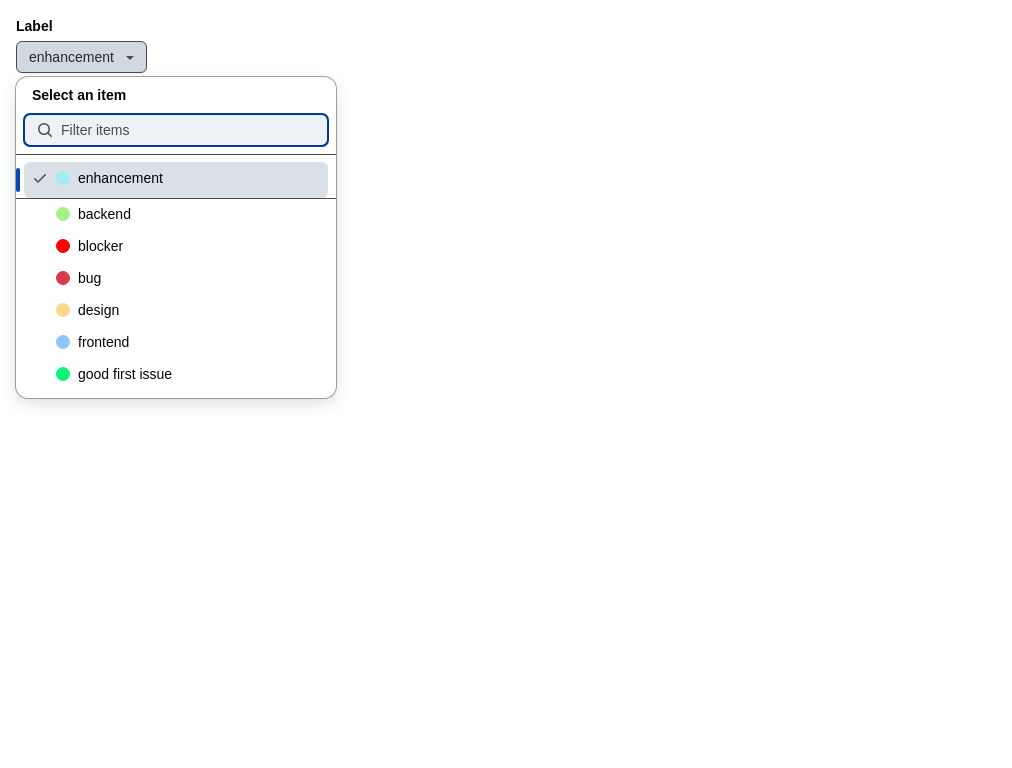 Label
enhancement
Select an item
Filter items
enhancement
backend
blocker
bug
design
frontend
good first issue